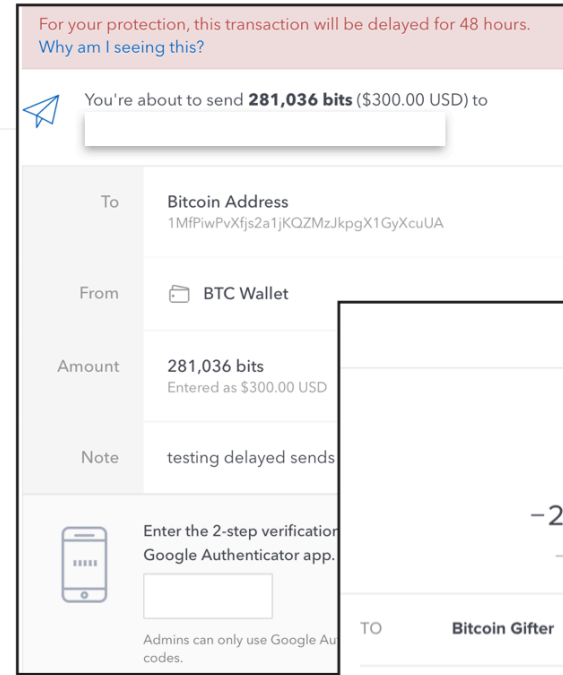 For your protection, this transaction will be delayed for 48 hours.
Why am I seeing this?
You're about to send 281,036 bits ($300.00 USD) to
To
Bitcoin Address
1MfPiwPvXfjs2a1jKQZMzJkpgX1GyXcuUA
From
BTC Wallet
Amount
281,036 bits
Entered as $300.00 USD
Note
testing delayed sends
Enter the 2-step verification
Google Authenticator app.
Admins can only use Google Au
codes.
-2
TO
Bitcoin Gifter